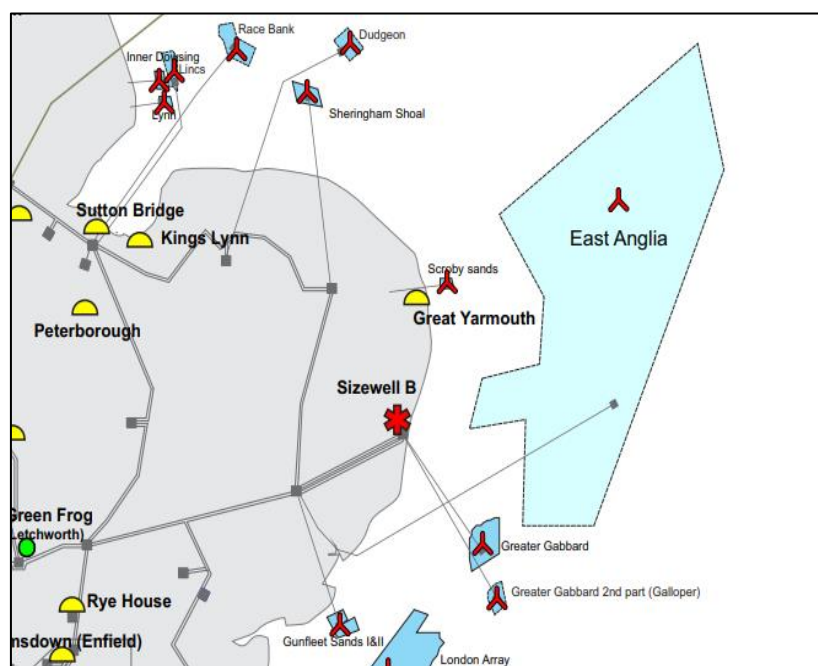 Race Bank
Dudgeon
Inner Dowsing
Lincs
Lynn
Sheringham Shoal
Sutton Bridge
Kings Lynn
East Anglia
Scroby sands
Great Yarmouth
Peterborough
Sizewell B
Green Frog
Letchworth)
Greater Gabbard
Rye House
Greater Gabbard 2nd part (Galloper)
msdown (Enfield)
Gunfleet Sands I&II
London Array